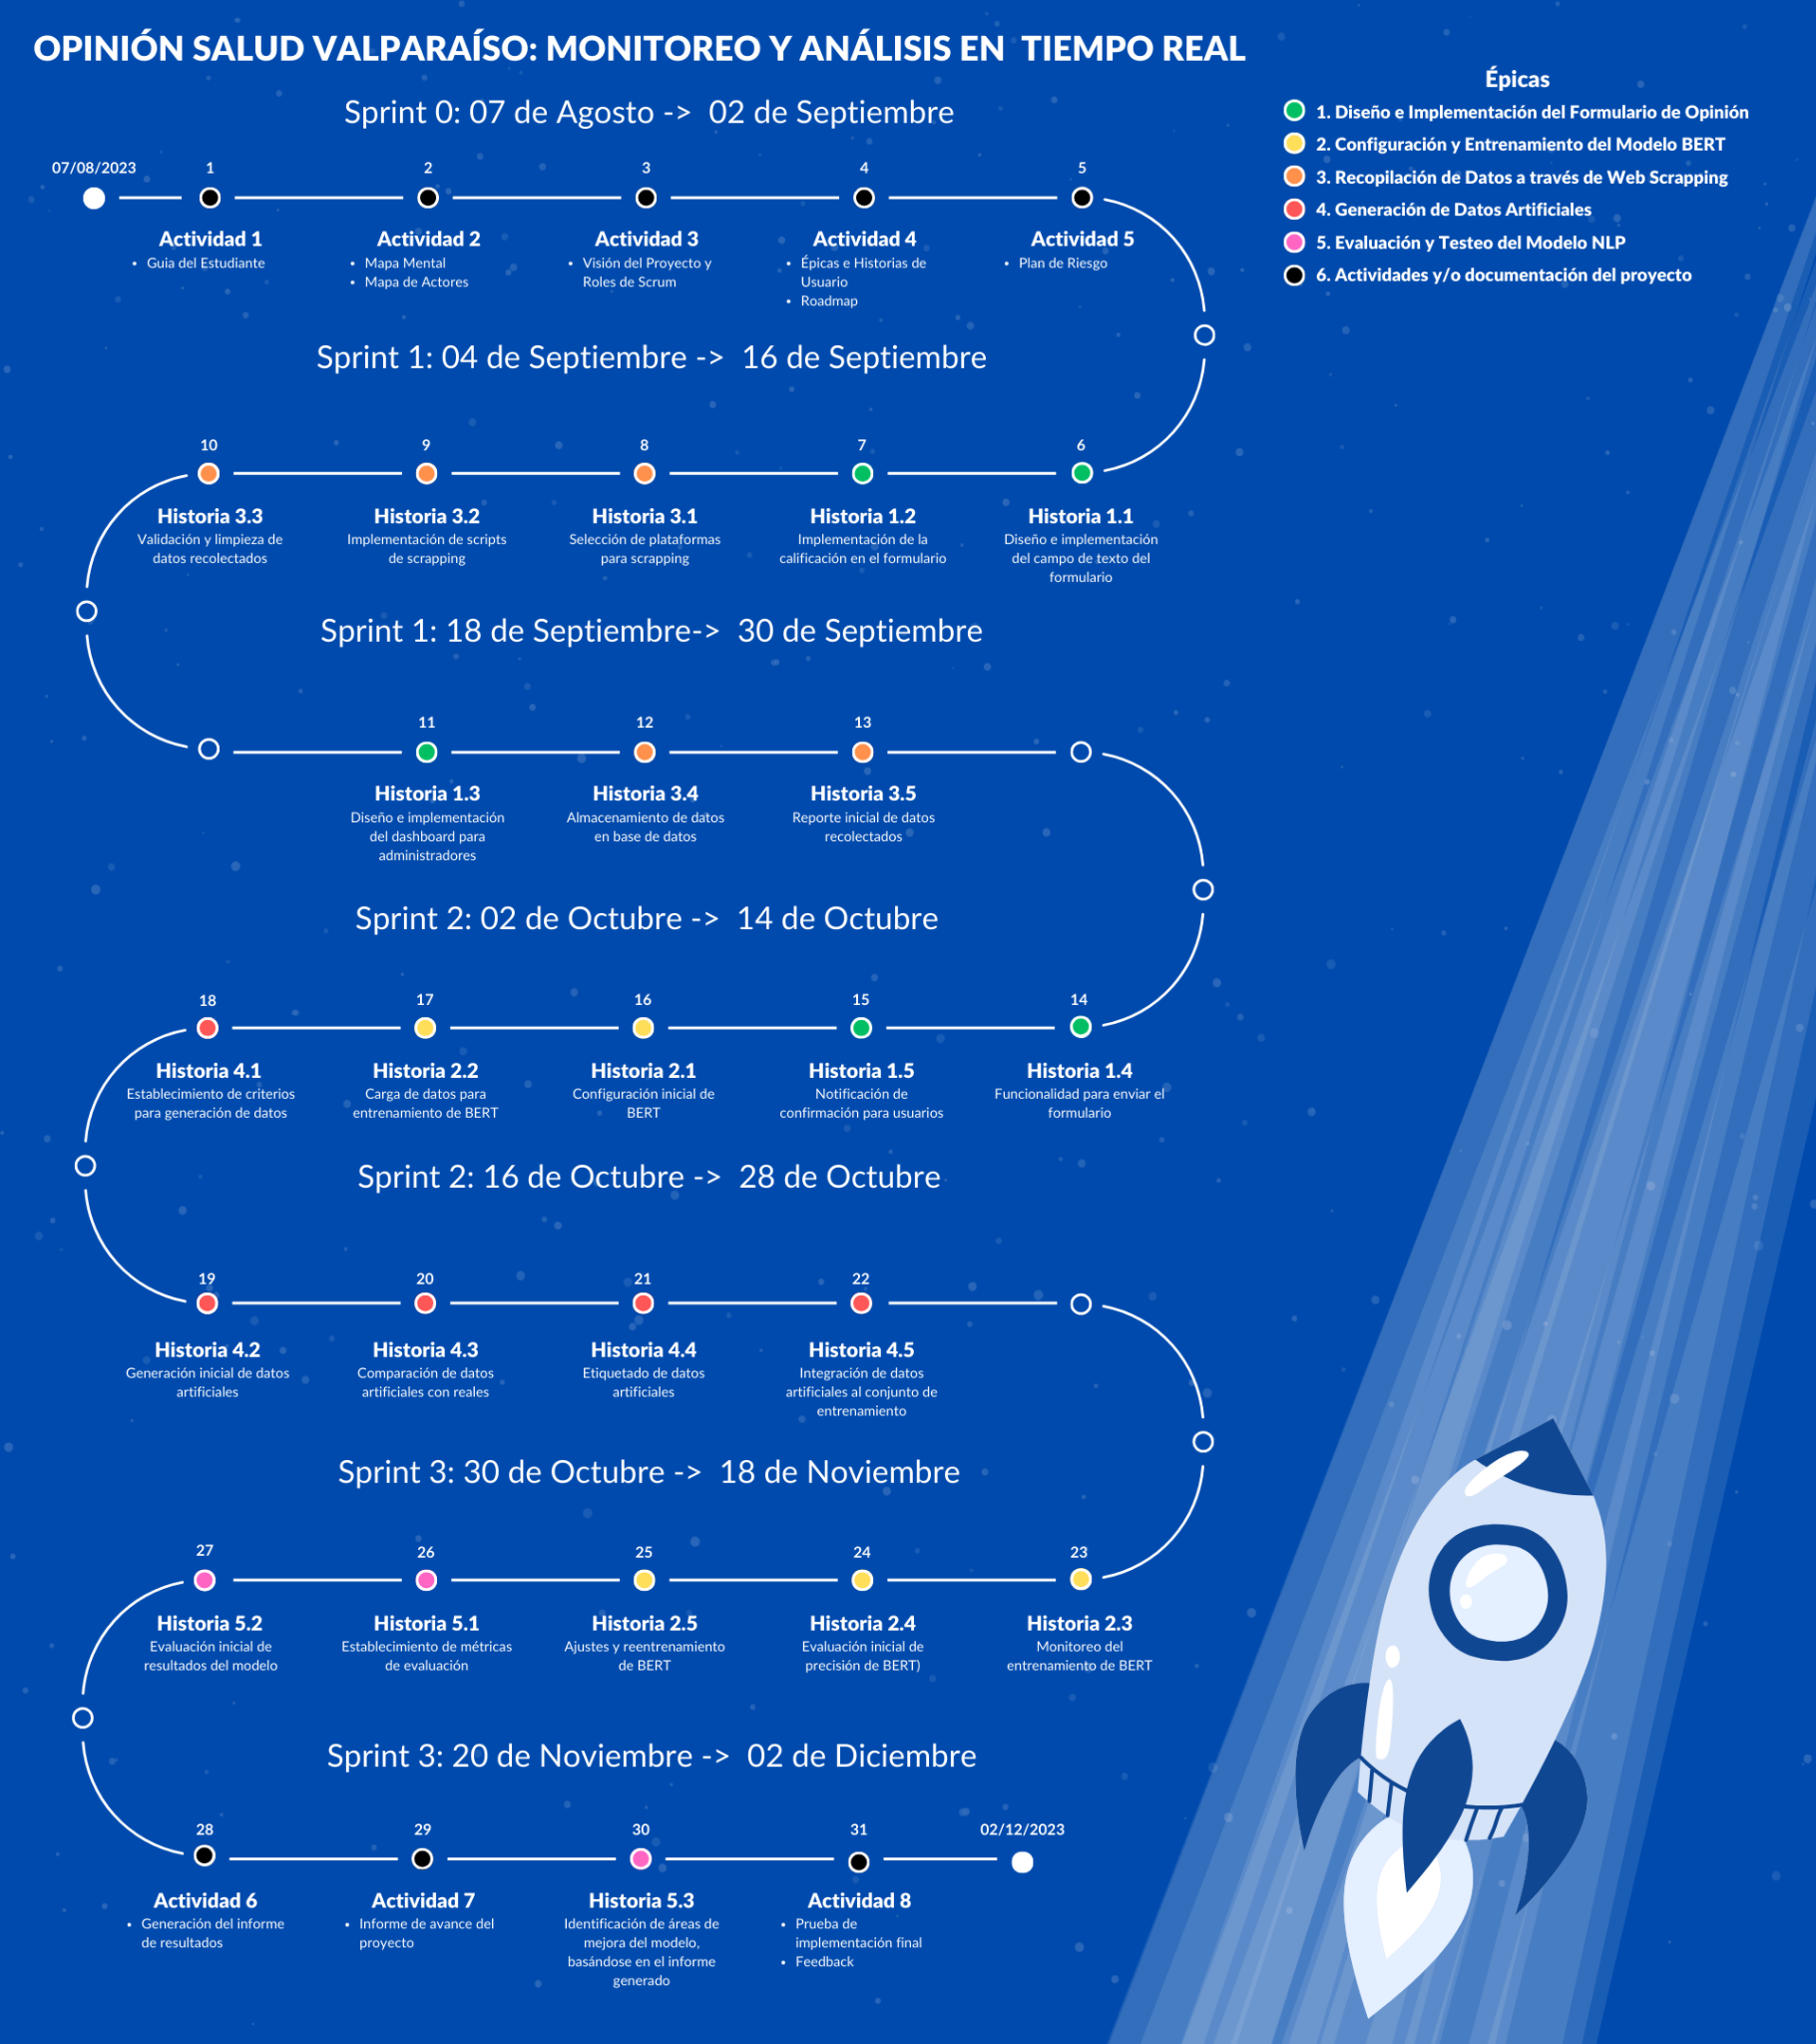 OPINIÓN SALUD VALPARAÍSO: MONITOREO Y ANÁLISIS EN TIEMPO REAL
Épicas
1. Diseño e Implementación del Formulario de Opinión
2. Configuración y Entrenamiento del Modelo BERT
3. Recopilación de Datos a través de Web Scrapping
4. Generación de Datos Artificiales
5. Evaluación y Testeo del Modelo NLP
6. Actividades y/o documentación del proyecto
Sprint 0: 07 de Agosto -> 02 de Septiembre
07/08/2023
1
Actividad 1
• Guia del Estudiante
2
Actividad 2
• Mapa Mental
• Mapa de Actores
3
Actividad 3
• Visión del Proyecto y
Roles de Scrum
4
Actividad 4
• Épicas e Historias de
Usuario
• Roadmap
5
Actividad 5
• Plan de Riesgo
Sprint 1: 04 de Septiembre -> 16 de Septiembre
10
Historia 3.3
Validación y limpieza de
datos recolectados
9
Historia 3.2
Implementación de scripts
de scrapping
8
Historia 3.1
Selección de plataformas
para scrapping
7
Historia 1.2
Implementación de la
calificación en el formulario
6
Historia 1.1
Diseño e implementación
del campo de texto del
formulario
Sprint 1: 18 de Septiembre-> 30 de Septiembre
11
Historia 1.3
Diseño e implementación
del dashboard para
administradores
12
Historia 3.4
Almacenamiento de datos
en base de datos
13
Historia 3.5
Reporte inicial de datos
recolectados
Sprint 2: 02 de Octubre -> 14 de Octubre
18
Historia 4.1
Establecimiento de criterios
para generación de datos
17
Historia 2.2
Carga de datos para
entrenamiento de BERT
16
Historia 2.1
Configuración inicial de
BERT
15
Historia 1.5
Notificación de
confirmación para usuarios
14
Historia 1.4
Funcionalidad para enviar el
formulario
Sprint 2: 16 de Octubre -> 28 de Octubre
19
Historia 4.2
Generación inicial de datos
artificiales
20
Historia 4.3
Comparación de datos
artificiales con reales
21
Historia 4.4
Etiquetado de datos
artificiales
22
Historia 4.5
Integración de datos
artificiales al conjunto de
entrenamiento
Sprint 3: 30 de Octubre -> 18 de Noviembre
27
Historia 5.2
Evaluación inicial de
resultados del modelo
26
Historia 5.1
Establecimiento de métricas
de evaluación
25
Historia 2.5
Ajustes y reentrenamiento
de BERT
24
Historia 2.4
Evaluación inicial de
precisión de BERT)
23
Historia 2.3
Monitoreo del
entrenamiento de BERT
Sprint 3: 20 de Noviembre -> 02 de Diciembre
28
Actividad 6
• Generación del informe
de resultados
29
Actividad 7
• Informe de avance del
proyecto
30
Historia 5.3
Identificación de áreas de
mejora del modelo,
basándose en el informe
generado
31
Actividad 8
• Prueba de
implementación final
• Feedback
02/12/2023